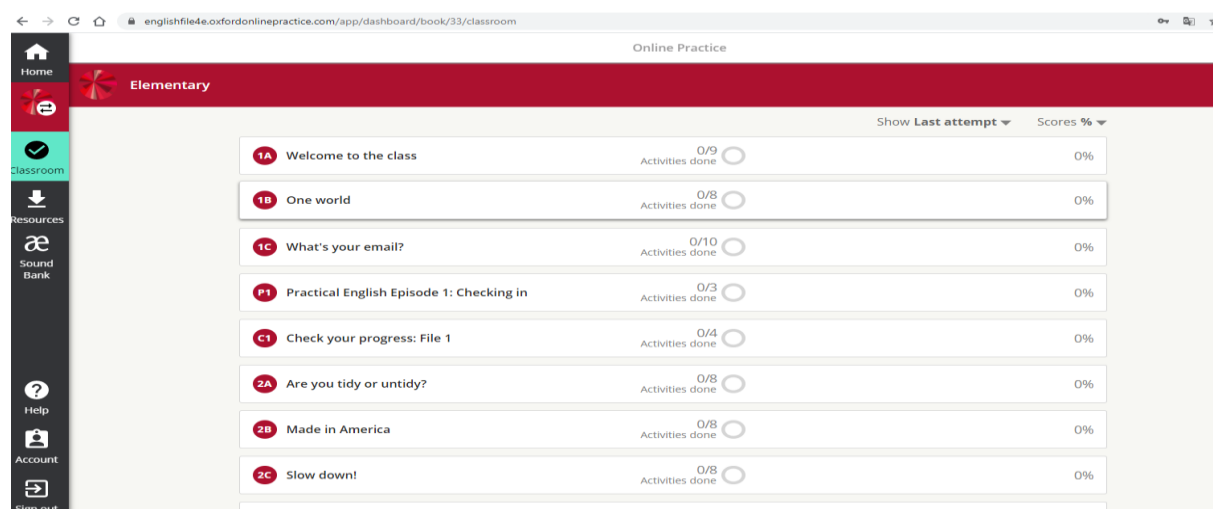 englishfile4e.oxfordonlinepractice.com/app/dashboard/book/33/classroom
Online Practice
Home
Elementary
Show Last attempt Scores %
Classroom
Resources
æ
Sound
Bank
Help
Account
Sign out
1A Welcome to the class 0/9 Activities done 0%
1B One world 0/8 Activities done 0%
1C What's your email? 0/10 Activities done 0%
P1 Practical English Episode 1: Checking in 0/3 Activities done 0%
C1 Check your progress: File 1 0/4 Activities done 0%
2A Are you tidy or untidy? 0/8 Activities done 0%
2B Made in America 0/8 Activities done 0%
2C Slow down! 0/8 Activities done 0%